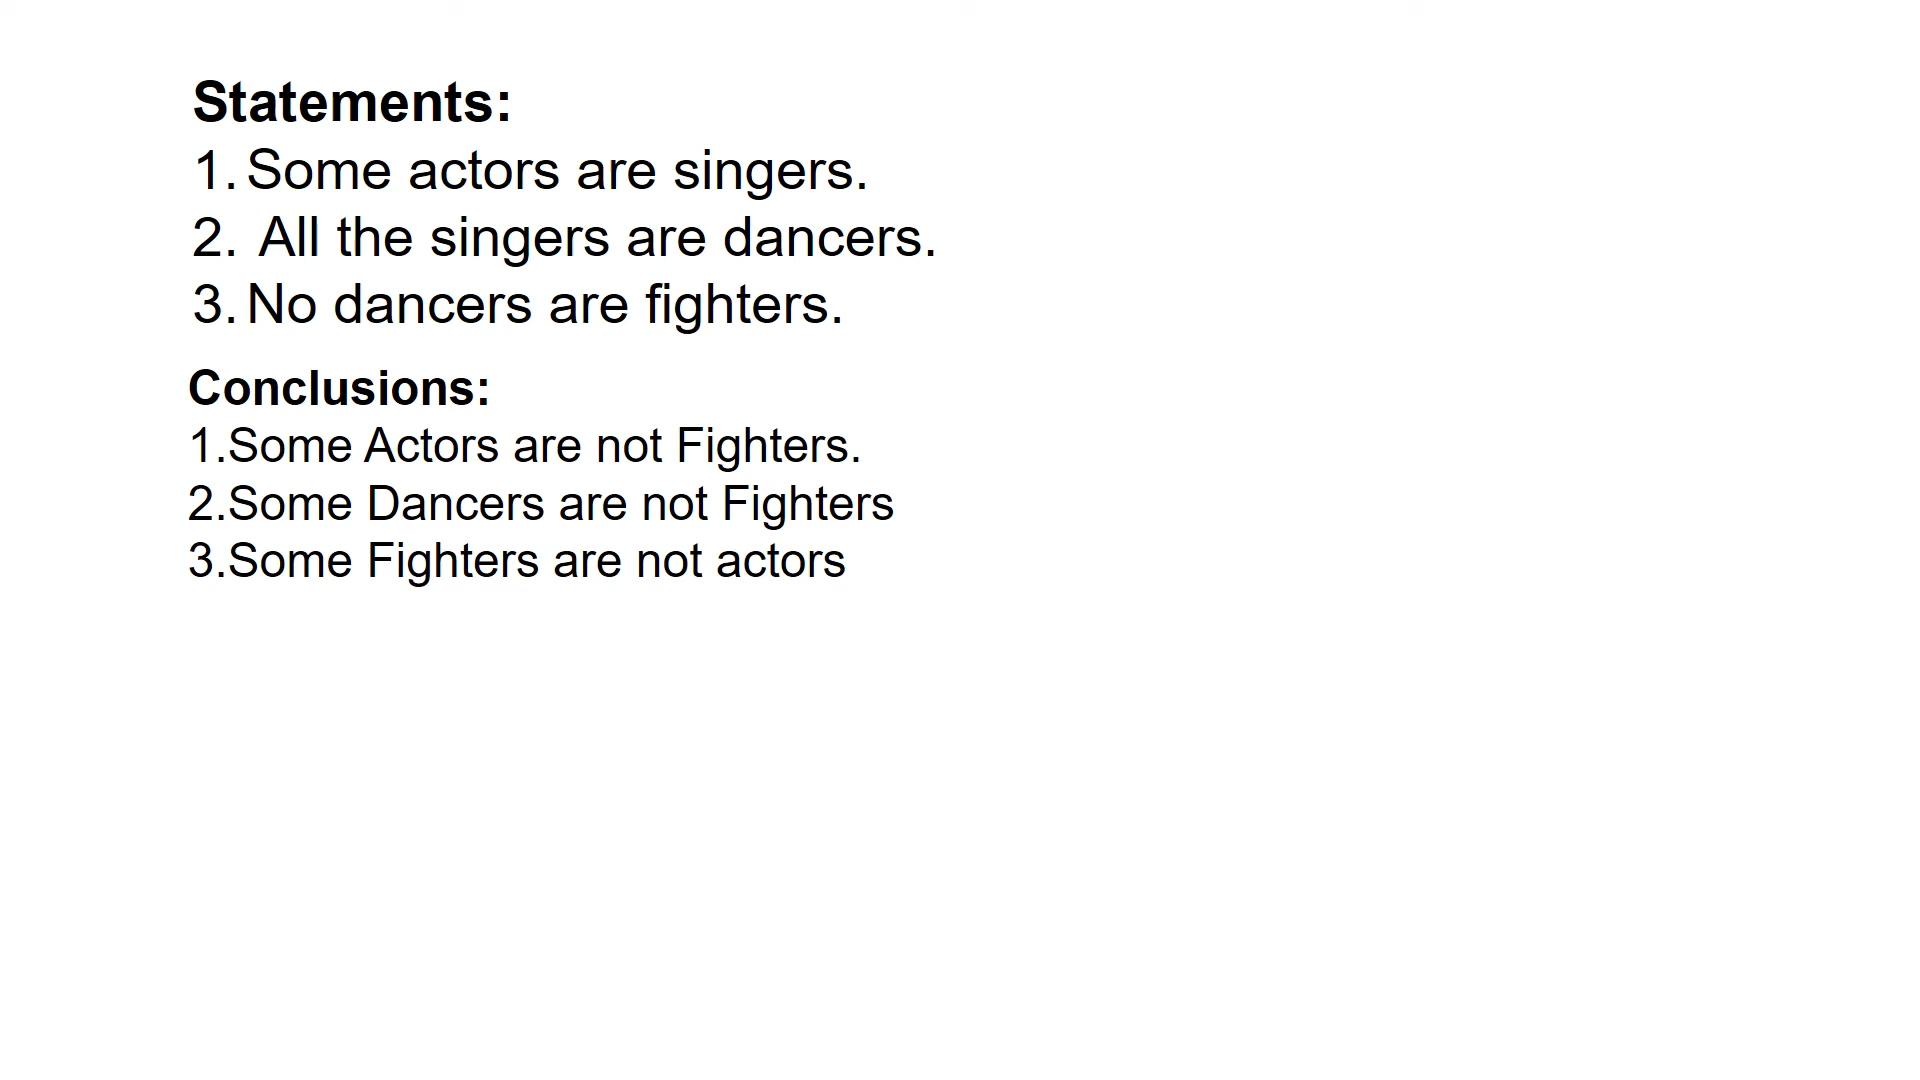 Statements:
1. Some actors are singers.
2. All the singers are dancers.
3. No dancers are fighters.
Conclusions:
1.Some Actors are not Fighters.
2.Some Dancers are not Fighters
3.Some Fighters are not actors